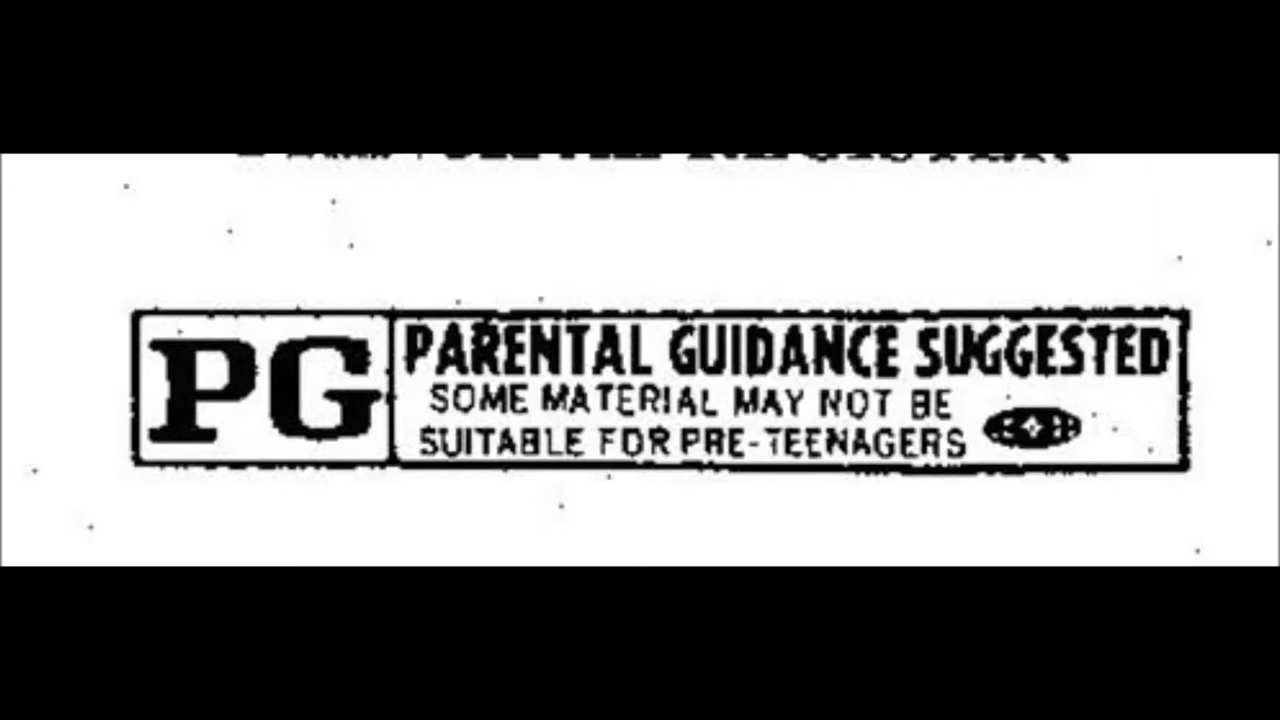 PG
PARENTAL GUIDANCE SUGGESTED
SOME MATERIAL MAY NOT BE
SUITABLE FOR PRE-TEENAGERS